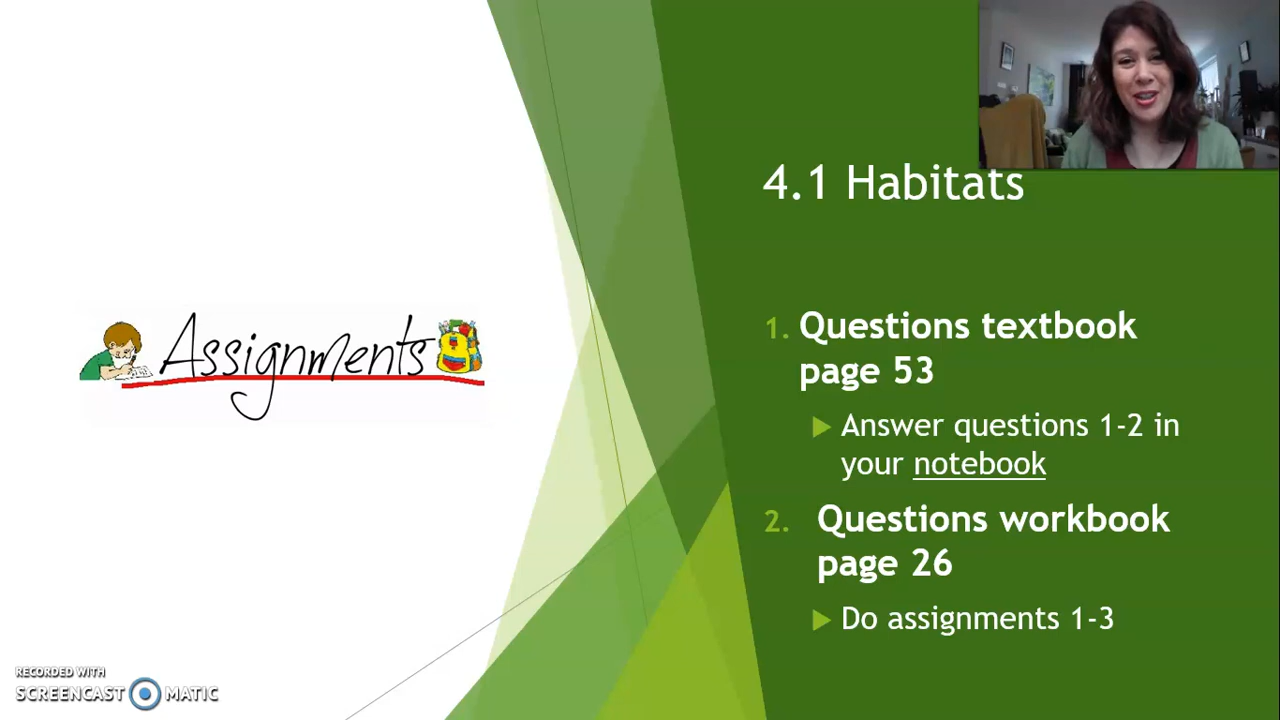 4.1 Habitats
Assignments
1. Questions textbook
page 53
Answer questions 1-2 in
your notebook
2. Questions workbook
page 26
Do assignments 1-3
RECORDED WITH
SCREENCAST MATIC